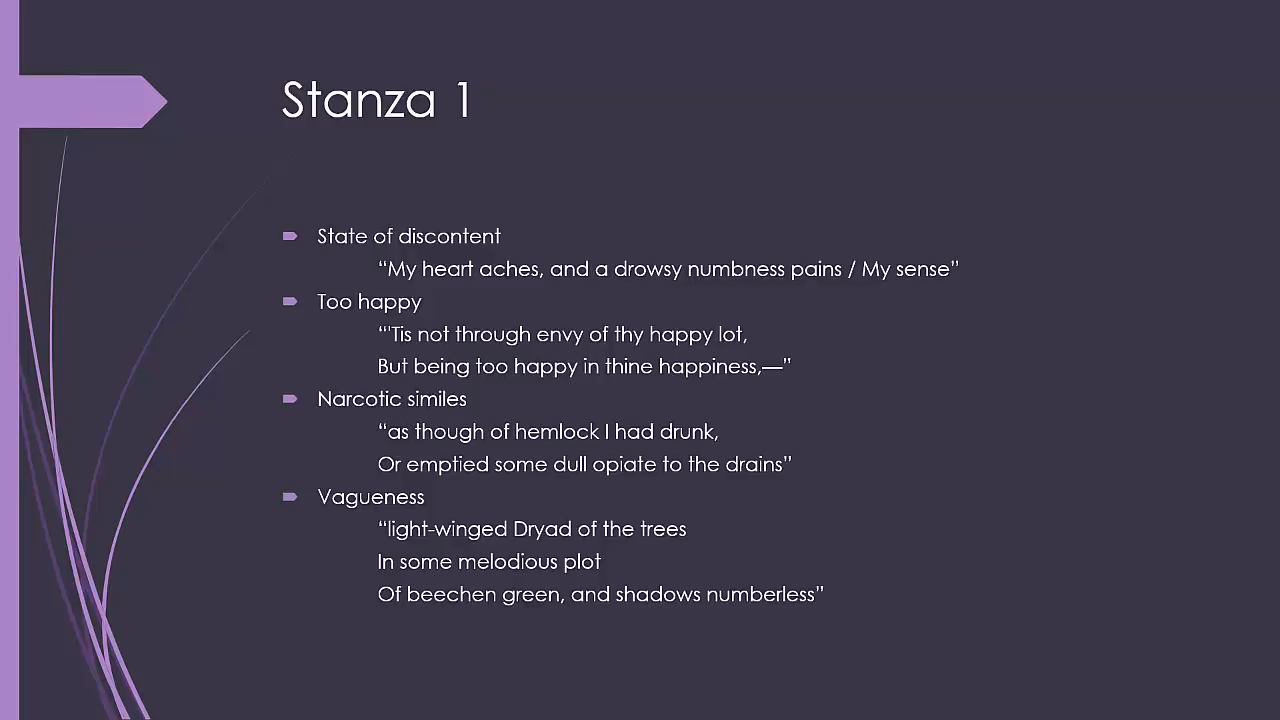 Stanza 1
State of discontent
“My heart aches, and a drowsy numbness pains / My sense”
Too happy
“'Tis not through envy of thy happy lot,
But being too happy in thine happiness,—”
Narcotic similes
“as though of hemlock I had drunk,
Or emptied some dull opiate to the drains”
Vagueness
“light-winged Dryad of the trees
In some melodious plot
Of beechen green, and shadows numberless”